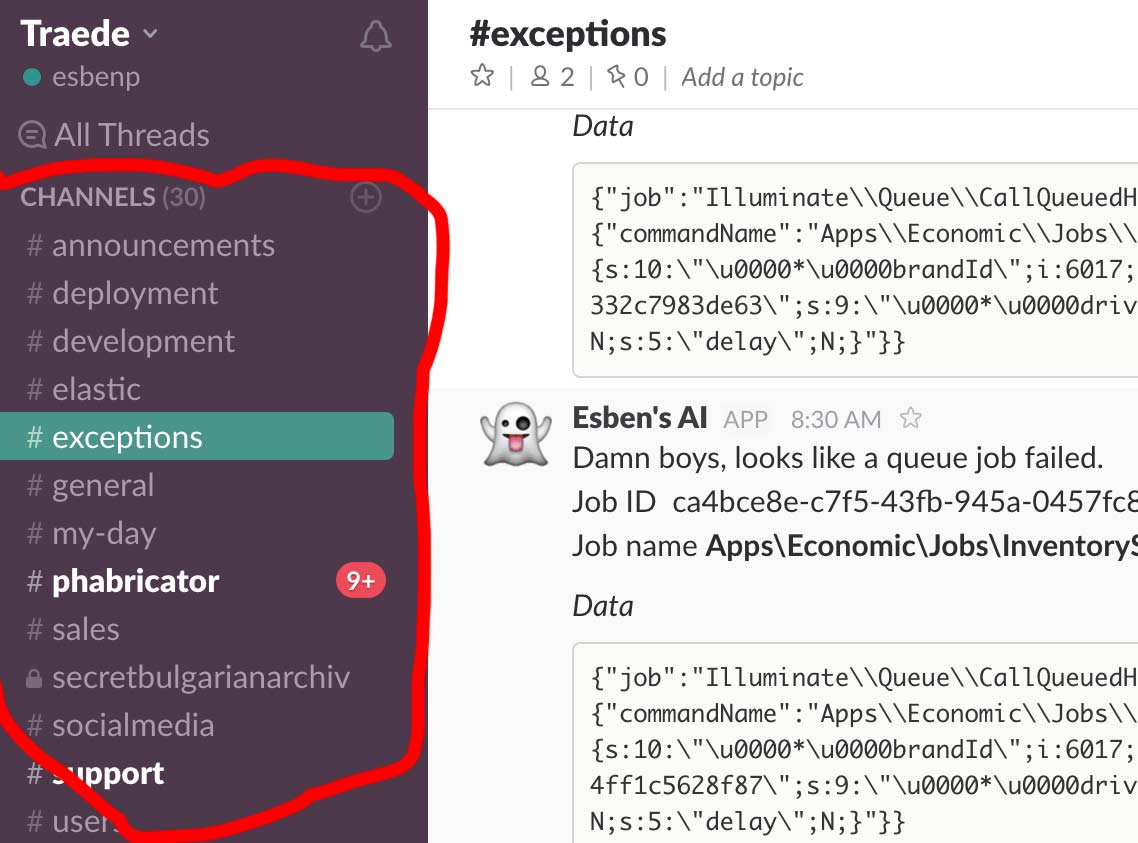 Traede
esbenp
All Threads
CHANNELS (30)
# announcements
# deployment
# development
# elastic
# exceptions
# general
# my-day
# phabricator 9+
# sales
secretbulgarianarchiv
# socialmedia
# support
# users
#exceptions
2 | 0 | Add a topic
Data
{"job":"Illuminate\\Queue\\CallQueuedH
{"commandName":"Apps\\Economic\\Jobs\\
{s:10:\"\u0000*\u0000brandId\";i:6017;
332c7983de63\";s:9:\"\u0000*\u0000driv
N;s:5:\"delay\";N;}"}}
Esben's AI APP 8:30 AM
Damn boys, looks like a queue job failed.
Job ID ca4bce8e-c7f5-43fb-945a-0457fc8
Job name Apps\Economic\Jobs\InventoryS
Data
{"job":"Illuminate\\Queue\\CallQueuedH
{"commandName":"Apps\\Economic\\Jobs\\
{s:10:\"\u0000*\u0000brandId\";i:6017;
4ff1c5628f87\";s:9:\"\u0000*\u0000driv
N;s:5:\"delay\";N;}"}}